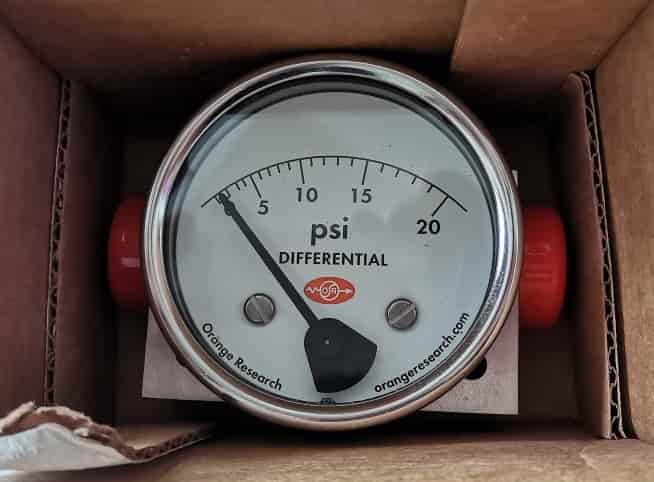 5 10 15 20
psi
DIFFERENTIAL
Orange Research
orangeresearch.com